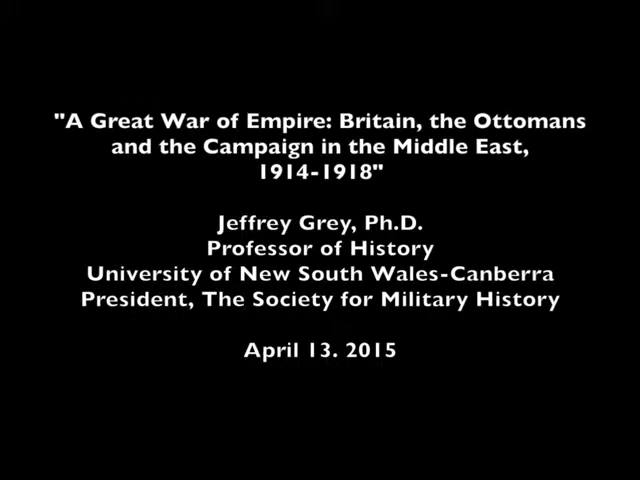 "A Great War of Empire: Britain, the Ottomans
and the Campaign in the Middle East,
1914-1918"
Jeffrey Grey, Ph.D.
Professor of History
University of New South Wales-Canberra
President, The Society for Military History
April 13. 2015